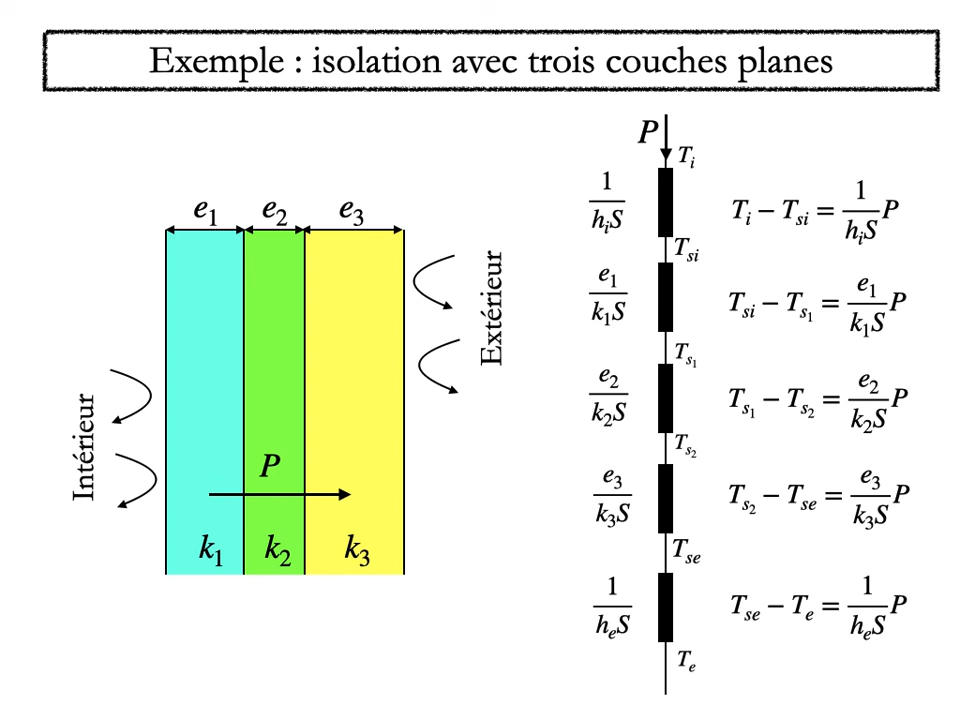 Exemple : isolation avec trois couches planes
e₁ e₂ e₃
Intérieur
Extérieur
P
k₁ k₂ k₃
P
Tᵢ
1/(hᵢS)
Tᵢ − Tₛᵢ = 1/(hᵢS) P
Tₛᵢ
e₁/(k₁S)
Tₛᵢ − Tₛ₁ = e₁/(k₁S) P
Tₛ₁
e₂/(k₂S)
Tₛ₁ − Tₛ₂ = e₂/(k₂S) P
Tₛ₂
e₃/(k₃S)
Tₛ₂ − Tₛₑ = e₃/(k₃S) P
Tₛₑ
1/(hₑS)
Tₛₑ − Tₑ = 1/(hₑS) P
Tₑ